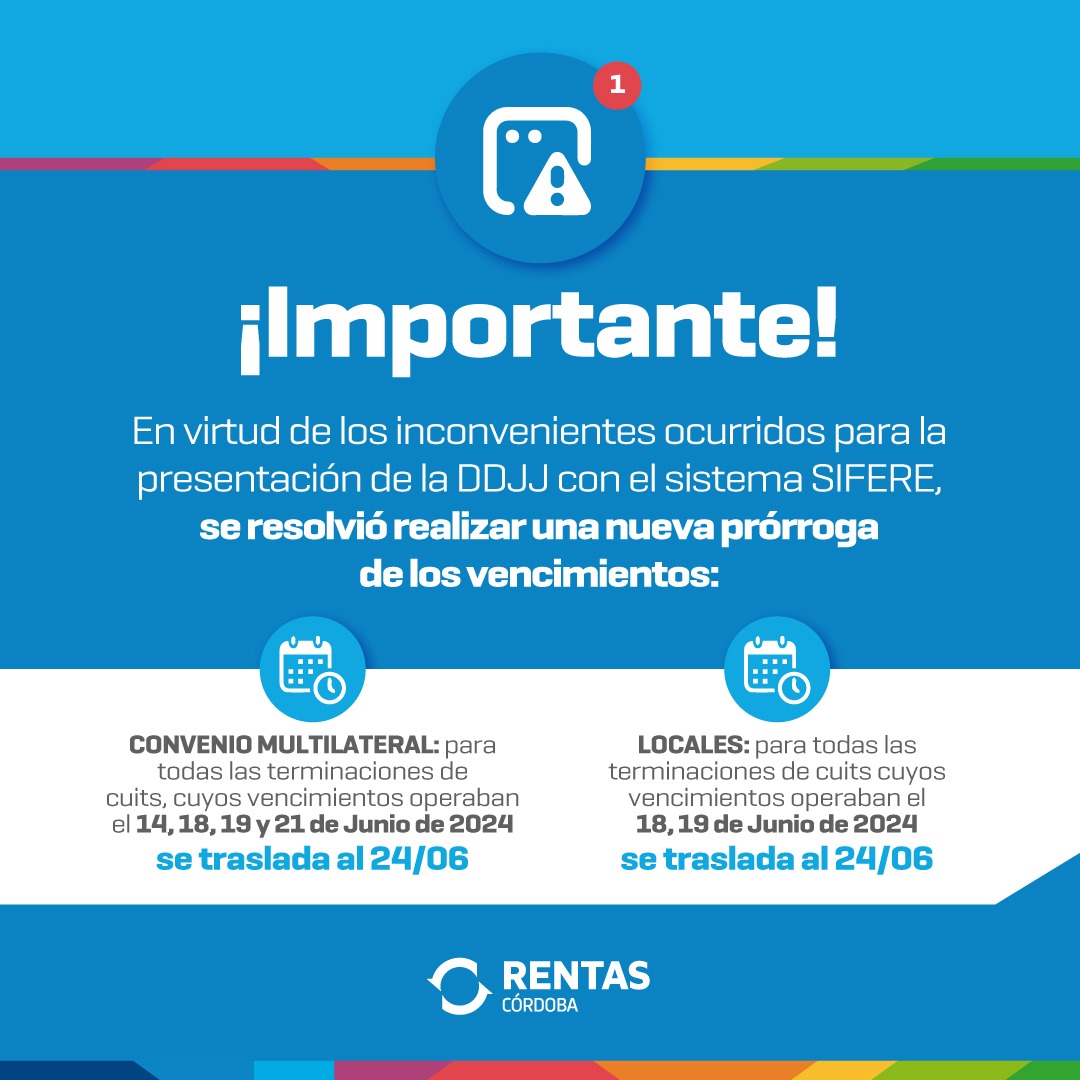 1
¡Importante!
En virtud de los inconvenientes ocurridos para la
presentación de la DDJJ con el sistema SIFERE,
se resolvió realizar una nueva prórroga
de los vencimientos:
CONVENIO MULTILATERAL: para
todas las terminaciones de
cuits, cuyos vencimientos operaban
el 14, 18, 19 y 21 de Junio de 2024
se traslada al 24/06
LOCALES: para todas las
terminaciones de cuits cuyos
vencimientos operaban el
18, 19 de Junio de 2024
se traslada al 24/06
RENTAS
CÓRDOBA